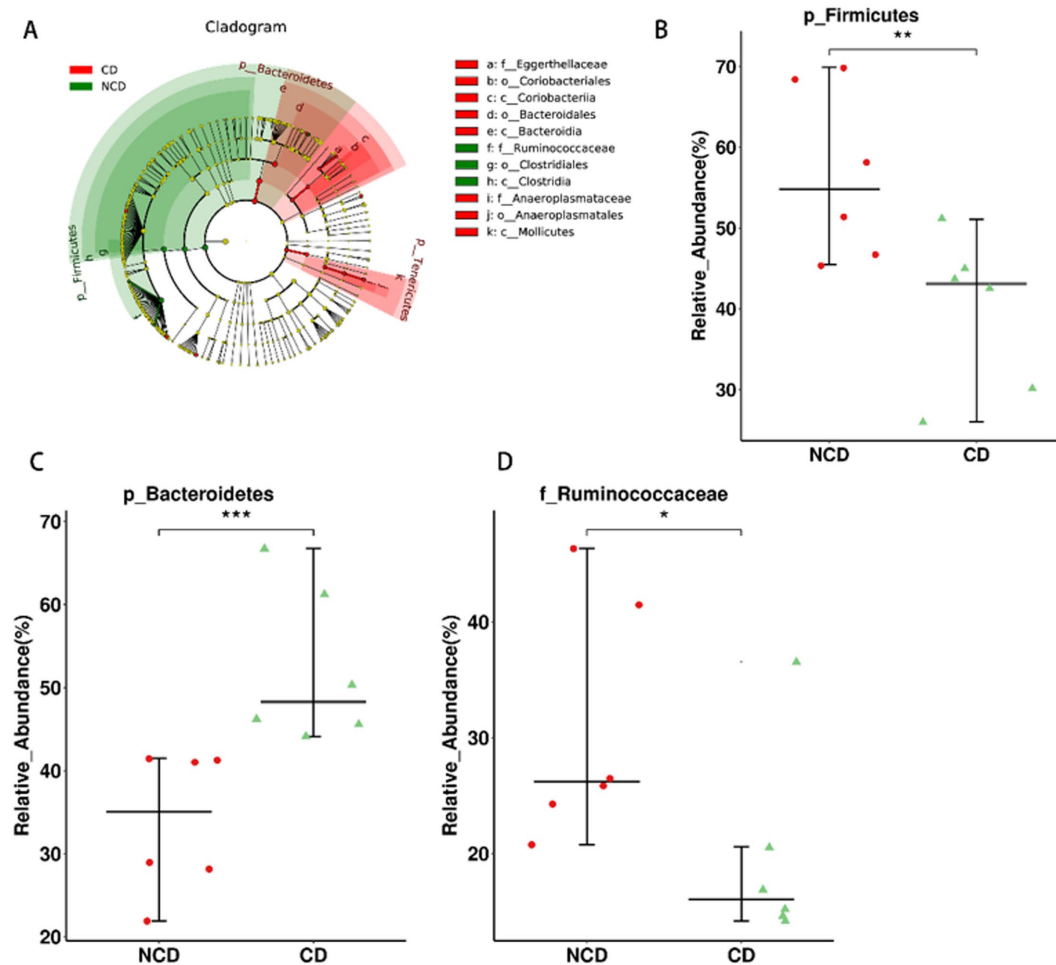 A
Cladogram
CD
NCD
p__Bacteroidetes
e
d
c
b
a
p__Firmicutes
h
g
p__Tenericutes
k
a: f__Eggerthellaceae
b: o__Coriobacteriales
c: c__Coriobacteriia
d: o__Bacteroidales
e: c__Bacteroidia
f: f__Ruminococcaceae
g: o__Clostridiales
h: c__Clostridia
i: f__Anaeroplasmataceae
j: o__Anaeroplasmatales
k: c__Mollicutes
B
p_Firmicutes
**
Relative_Abundance(%)
70
60
50
40
30
NCD CD
C
p_Bacteroidetes
***
Relative_Abundance(%)
70
60
50
40
30
20
NCD CD
D
f_Ruminococcaceae
*
Relative_Abundance(%)
40
30
20
NCD CD